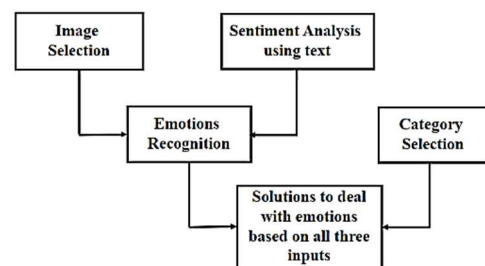 Image
Selection
Sentiment Analysis
using text
Emotions
Recognition
Category
Selection
Solutions to deal
with emotions
based on all three
inputs